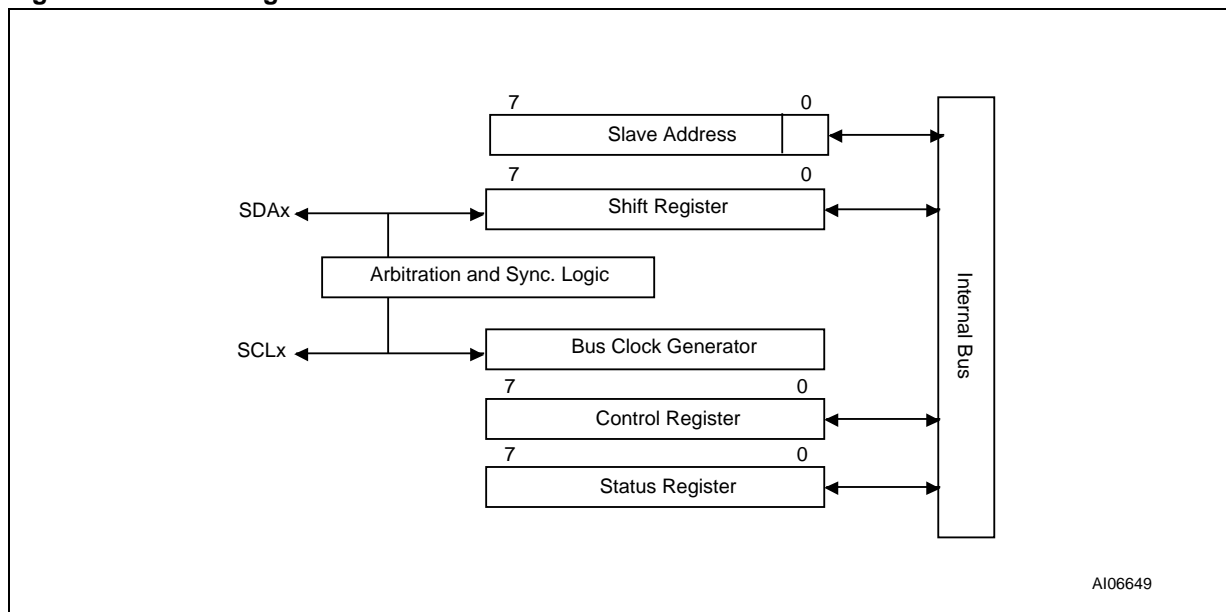 7 0
Slave Address
7 0
SDAx
Shift Register
Arbitration and Sync. Logic
Internal Bus
SCLx
Bus Clock Generator
7 0
Control Register
7 0
Status Register
AI06649